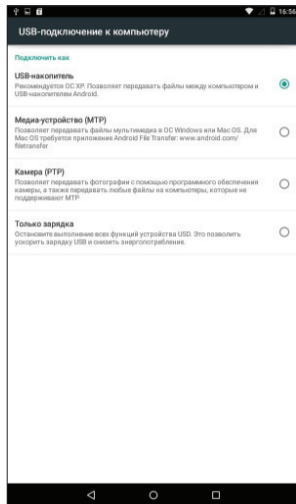 16:56
USB-подключение к компьютеру
Подключить как
USB-накопитель
Рекомендуется ОС XP. Позволяет передавать файлы между компьютером и
USB-накопителем Android.
Медиа-устройство (MTP)
Позволяет передавать файлы мультимедиа в ОС Windows или Mac OS. Для
Mac OS требуется приложение Android File Transfer: www.android.com/
filetransfer
Камера (PTP)
Позволяет передавать фотографии с помощью программного обеспечения
камеры, а также передавать любые файлы на компьютеры, которые не
поддерживают MTP
Только зарядка
Остановите выполнение всех функций устройства USD. Это позволить
ускорить зарядку USB и снизить энергопотребление.